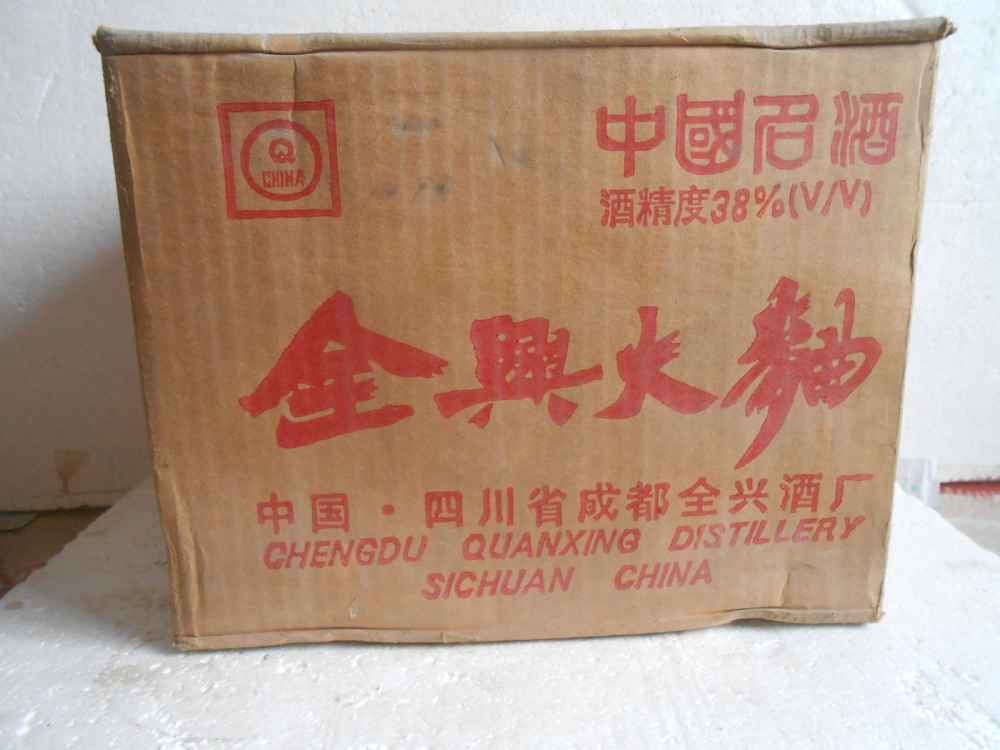 Q
CHINA
中國名酒
酒精度38%(V/V)
全興大麯
中国·四川省成都全兴酒厂
CHENGDU QUANXING DISTILLERY
SICHUAN CHINA